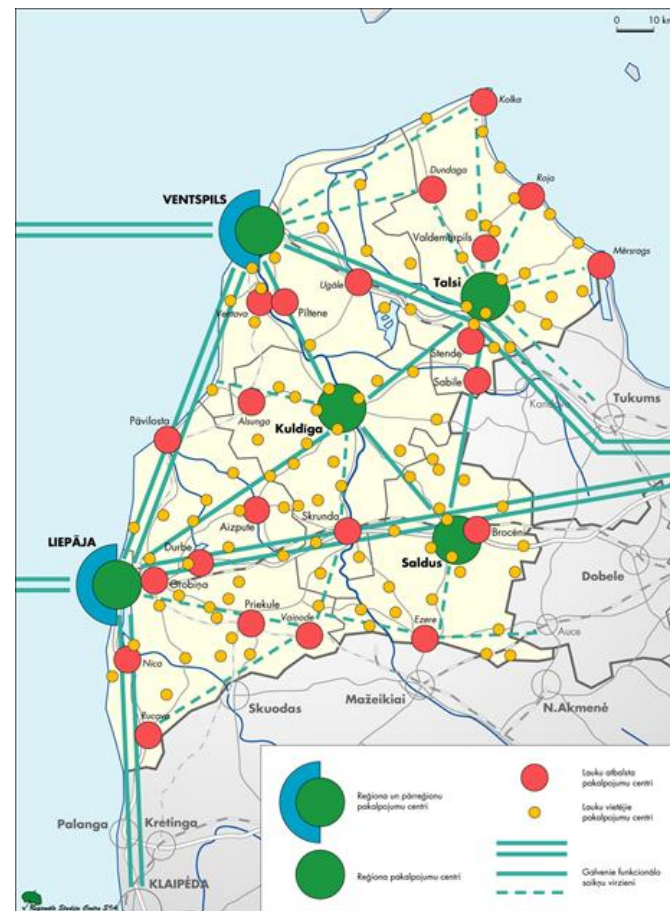 0 10 km
Kolka
Dundaga
Roja
VENTSPILS
Valdemārpils
Mērsrags
Talsi
Ugāle
Piltene
Stende
Sabile
Kandava
Tukums
Pāvilosta
Alsunga
Kuldīga
Aizpute
Skrunda
LIEPĀJA
Durbe
Brocēni
Grobiņa
Saldus
Dobele
Priekule
Vaiņode
Ezere
Auce
Nīca
Mažeikiai
Skuodas
N.Akmenė
Rucava
Palanga
Kretinga
KLAIPĖDA
Reģiona un pārreģionu
pakalpojumu centri
Lauku atbalsta
pakalpojumu centri
Lauku vietējie
pakalpojumu centri
Reģiona pakalpojumu centri
Galvenie funkcionālo
saikņu virzieni